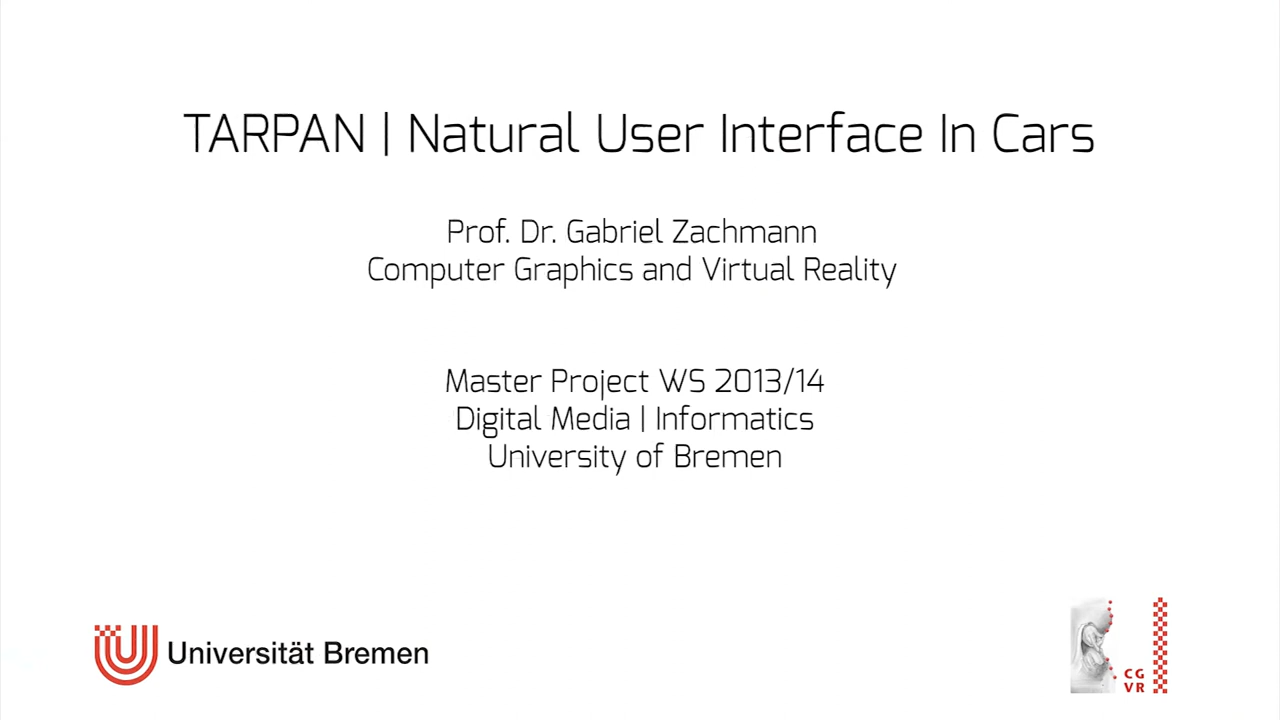 TARPAN | Natural User Interface In Cars
Prof. Dr. Gabriel Zachmann
Computer Graphics and Virtual Reality
Master Project WS 2013/14
Digital Media | Informatics
University of Bremen
Universität Bremen
CG
VR